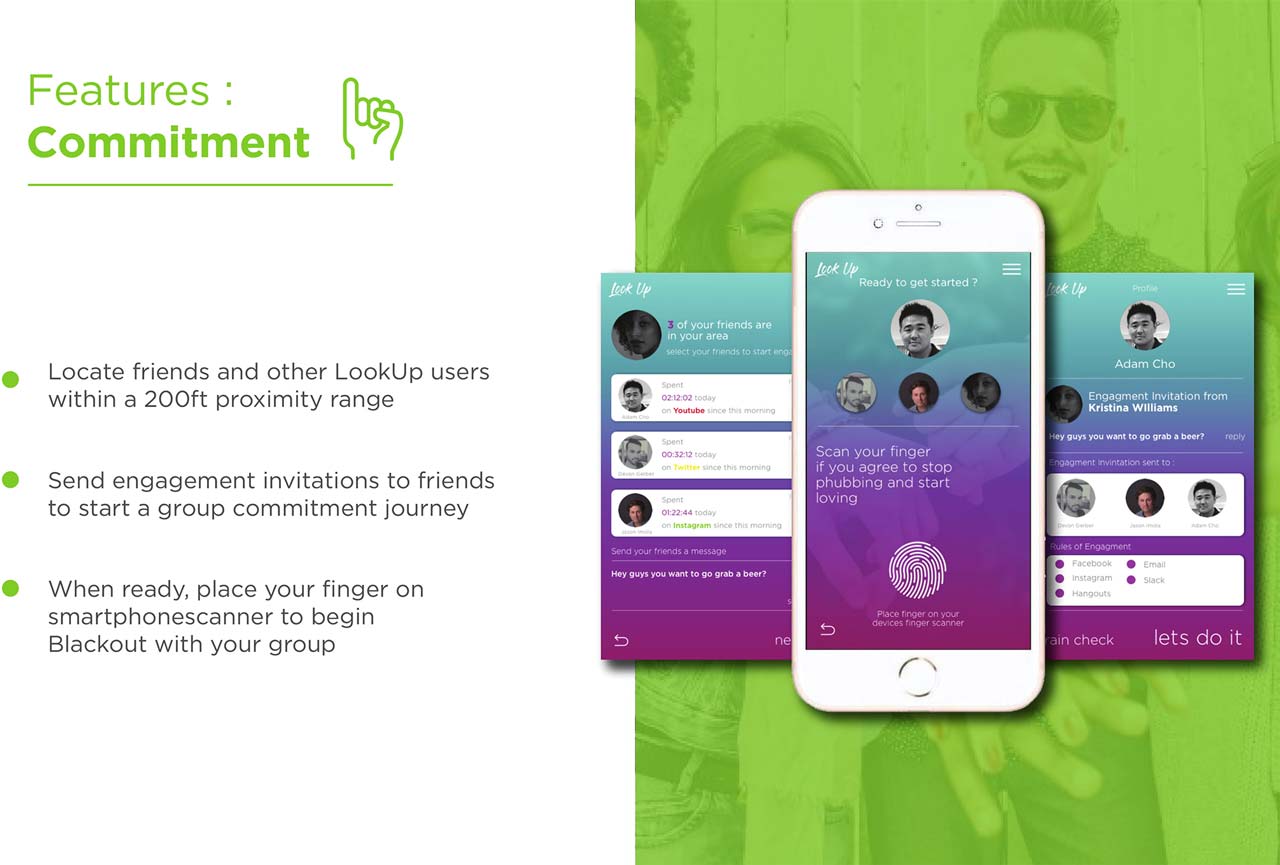 Features :
Commitment
Locate friends and other LookUp users
within a 200ft proximity range
Send engagement invitations to friends
to start a group commitment journey
When ready, place your finger on
smartphonescanner to begin
Blackout with your group
Look Up
3 of your friends are
in your area
select your friends to start enga
Adam Cho
Spent
02:12:02 today
on Youtube since this morning
Devon Gerber
Spent
00:32:12 today
on Twitter since this morning
Jason Imola
Spent
01:22:44 today
on Instagram since this morning
Send your friends a message
Hey guys you want to go grab a beer?
s
ne
Look Up
Ready to get started ?
Scan your finger
if you agree to stop
phubbing and start
loving
Place finger on your
devices finger scanner
Look Up
Profile
Adam Cho
Engagment Invitation from
Kristina WIlliams
Hey guys you want to go grab a beer?
reply
Engagment Invintation sent to :
Devon Gerber
Jason Imola
Adam Cho
Rules of Engagment
Facebook
Email
Instagram
Slack
Hangouts
rain check
lets do it